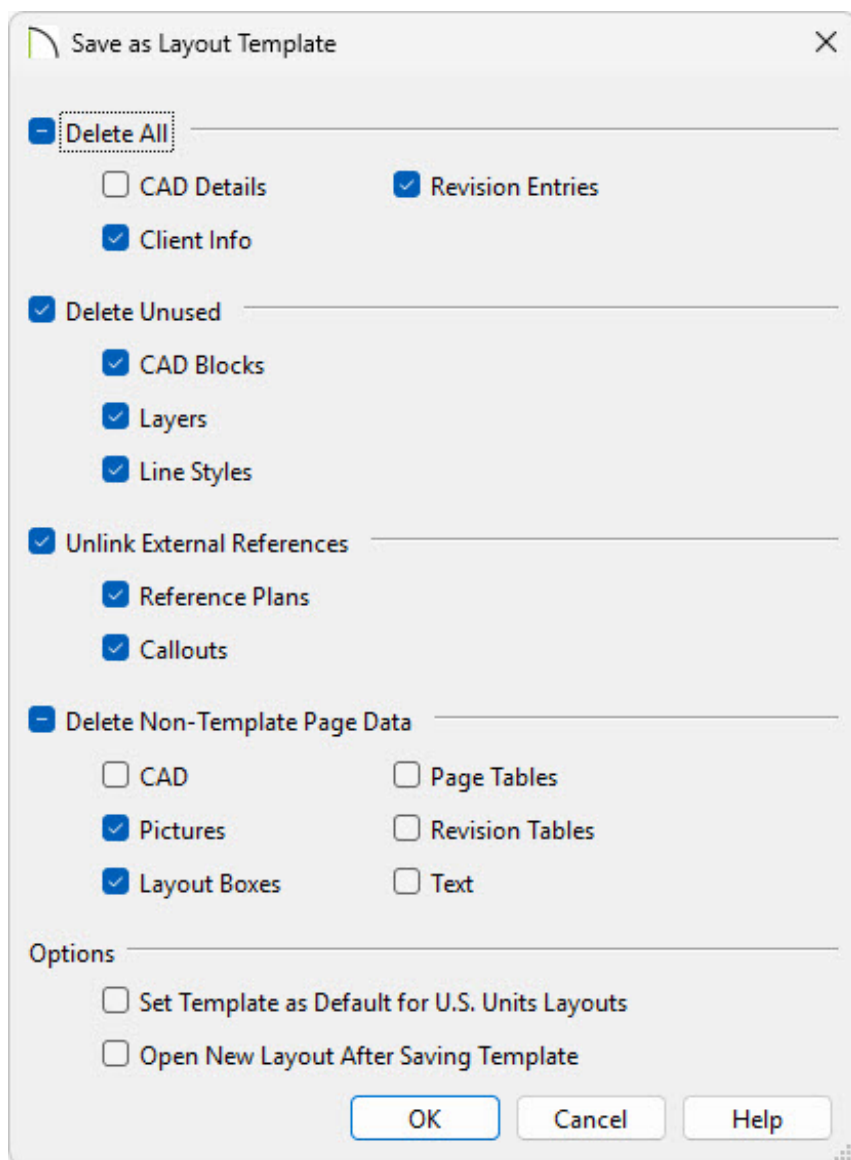 Save as Layout Template
Delete All
CAD Details Revision Entries
Client Info
Delete Unused
CAD Blocks
Layers
Line Styles
Unlink External References
Reference Plans
Callouts
Delete Non-Template Page Data
CAD Page Tables
Pictures Revision Tables
Layout Boxes Text
Options
Set Template as Default for U.S. Units Layouts
Open New Layout After Saving Template
OK Cancel Help